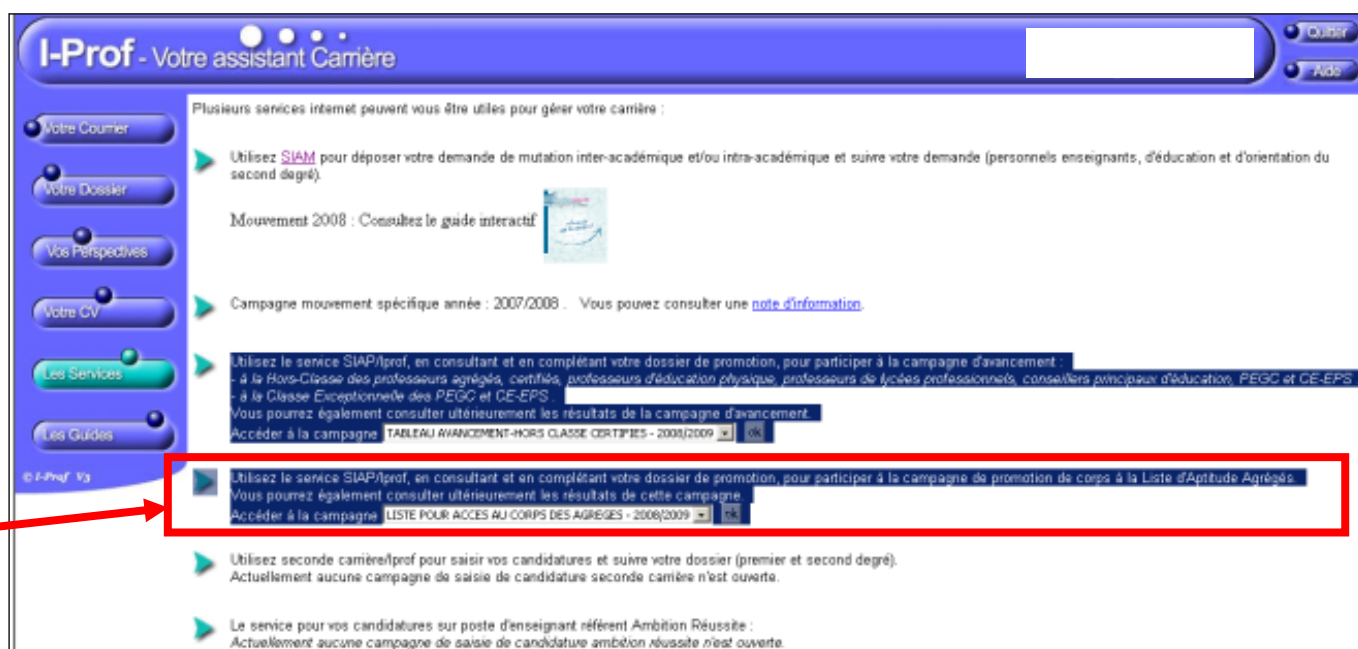 I-Prof - Votre assistant Carrière
Quitter
Aide
Votre Courrier
Votre Dossier
Vos Perspectives
Votre CV
Les Services
Les Guides
© I-Prof V3
Plusieurs services internet peuvent vous être utiles pour gérer votre carrière :
Utilisez SIAM pour déposer votre demande de mutation inter-académique et/ou intra-académique et suivre votre demande (personnels enseignants, d'éducation et d'orientation du
second degré).
Mouvement 2008 : Consultez le guide interactif
Campagne mouvement spécifique année : 2007/2008 . Vous pouvez consulter une note d'information.
Utilisez le service SIAP/Iprof, en consultant et en complétant votre dossier de promotion, pour participer à la campagne d'avancement :
- à la Hors-Classe des professeurs agrégés, certifiés, professeurs d'éducation physique, professeurs de lycées professionnels, conseillers principaux d'éducation, PEGC et CE-EPS .
- à la Classe Exceptionnelle des PEGC et CE-EPS .
Vous pourrez également consulter ultérieurement les résultats de la campagne d'avancement.
Accéder à la campagne TABLEAU AVANCEMENT-HORS CLASSE CERTIFIES - 2008/2009 ok
Utilisez le service SIAP/Iprof, en consultant et en complétant votre dossier de promotion, pour participer à la campagne de promotion de corps à la Liste d'Aptitude Agrégés.
Vous pourrez également consulter ultérieurement les résultats de cette campagne.
Accéder à la campagne LISTE POUR ACCES AU CORPS DES AGREGES - 2008/2009 ok
Utilisez seconde carrière/Iprof pour saisir vos candidatures et suivre votre dossier (premier et second degré).
Actuellement aucune campagne de saisie de candidature seconde carrière n'est ouverte.
Le service pour vos candidatures sur poste d'enseignant référent Ambition Réussite :
Actuellement aucune campagne de saisie de candidature ambition réussite n'est ouverte.